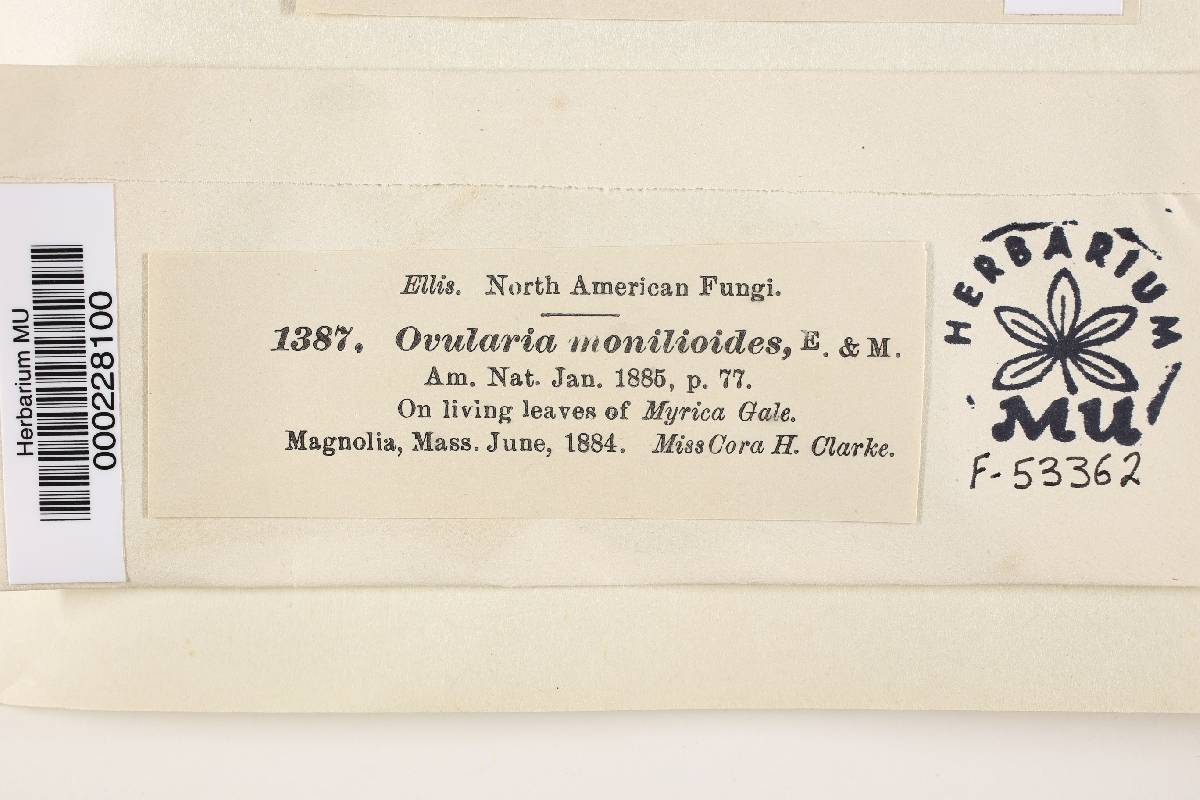 Ellis. North American Fungi.
1387. Ovularia monilioides, E. & M.
Am. Nat. Jan. 1885, p. 77.
On living leaves of Myrica Gale.
Magnolia, Mass. June, 1884. Miss Cora H. Clarke.
Herbarium MU
000228100
HERBARIUM
MU
F-53362